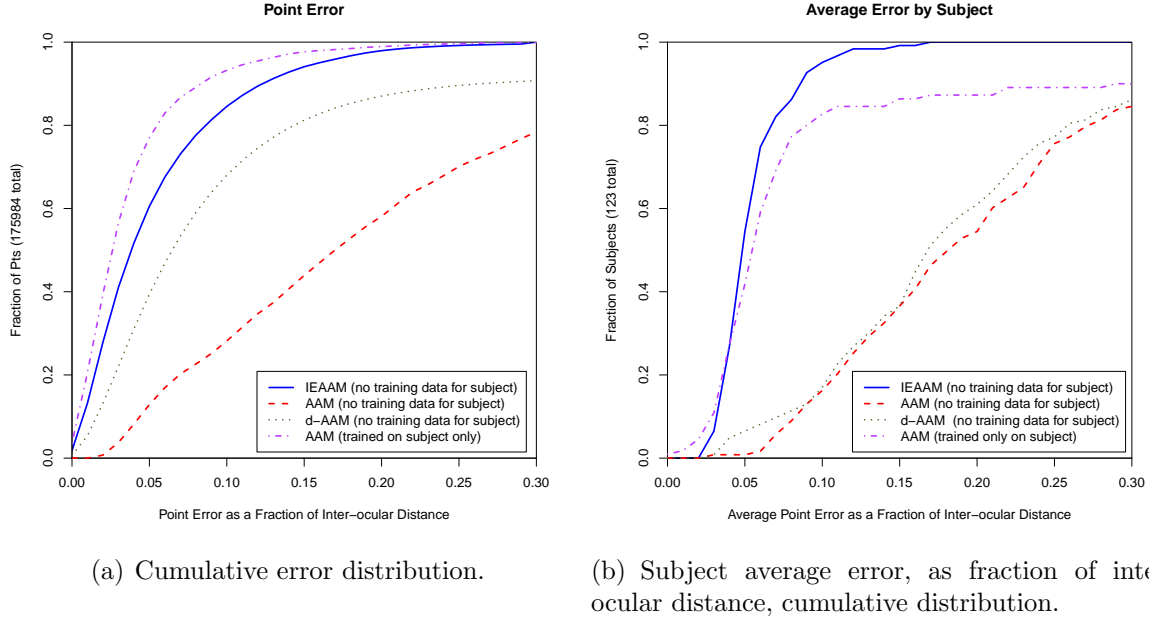 Point Error
Fraction of Pts (175984 total)
1.0
0.8
0.6
0.4
0.2
0.0
IEAAM (no training data for subject)
AAM (no training data for subject)
d−AAM (no training data for subject)
AAM (trained on subject only)
0.00 0.05 0.10 0.15 0.20 0.25 0.30
Point Error as a Fraction of Inter−ocular Distance
(a) Cumulative error distribution.
Average Error by Subject
Fraction of Subjects (123 total)
1.0
0.8
0.6
0.4
0.2
0.0
IEAAM (no training data for subject)
AAM (no training data for subject)
d−AAM (no training data for subject)
AAM (trained only on subject)
0.00 0.05 0.10 0.15 0.20 0.25 0.30
Average Point Error as a Fraction of Inter−ocular Distance
(b) Subject average error, as fraction of inte
ocular distance, cumulative distribution.